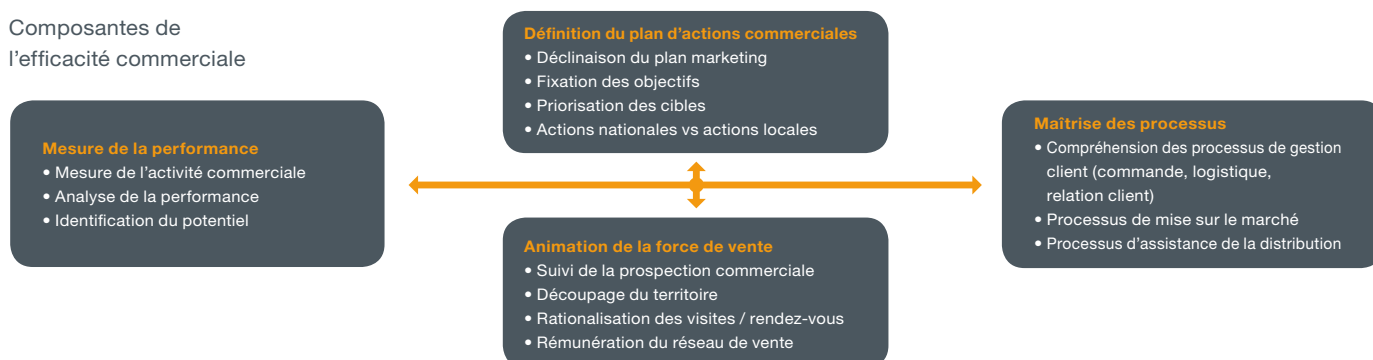 Composantes de
l’efficacité commerciale
Définition du plan d’actions commerciales
• Déclinaison du plan marketing
• Fixation des objectifs
• Priorisation des cibles
• Actions nationales vs actions locales
Mesure de la performance
• Mesure de l’activité commerciale
• Analyse de la performance
• Identification du potentiel
Maîtrise des processus
• Compréhension des processus de gestion
client (commande, logistique,
relation client)
• Processus de mise sur le marché
• Processus d’assistance de la distribution
Animation de la force de vente
• Suivi de la prospection commerciale
• Découpage du territoire
• Rationalisation des visites / rendez-vous
• Rémunération du réseau de vente